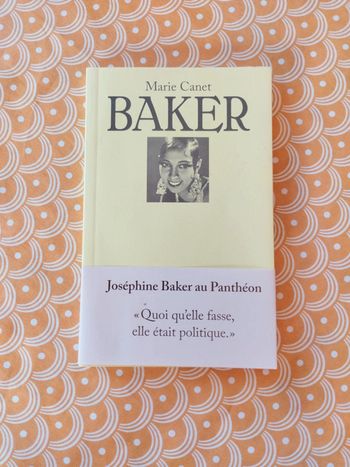 Marie Canet
BAKER
Joséphine Baker au Panthéon
« Quoi qu'elle fasse,
elle était politique. »